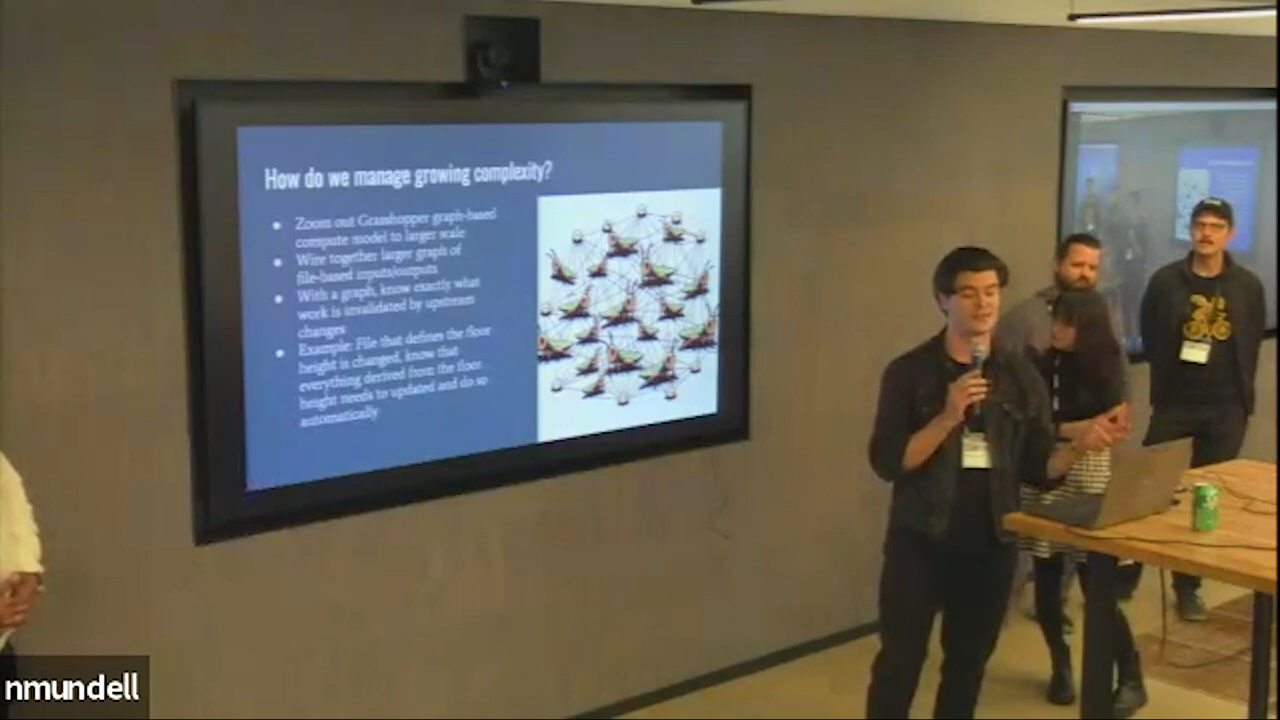 How do we manage growing complexity?
Zoom out Grasshopper graph-based
compute model to larger scale
Wire together larger graph of
file-based inputs/outputs
With a graph, know exactly what
work is invalidated by upstream
changes
Example: File that defines the floor
height is changed, know that
everything derived from the floor
height needs to updated and do so
automatically
nmundell